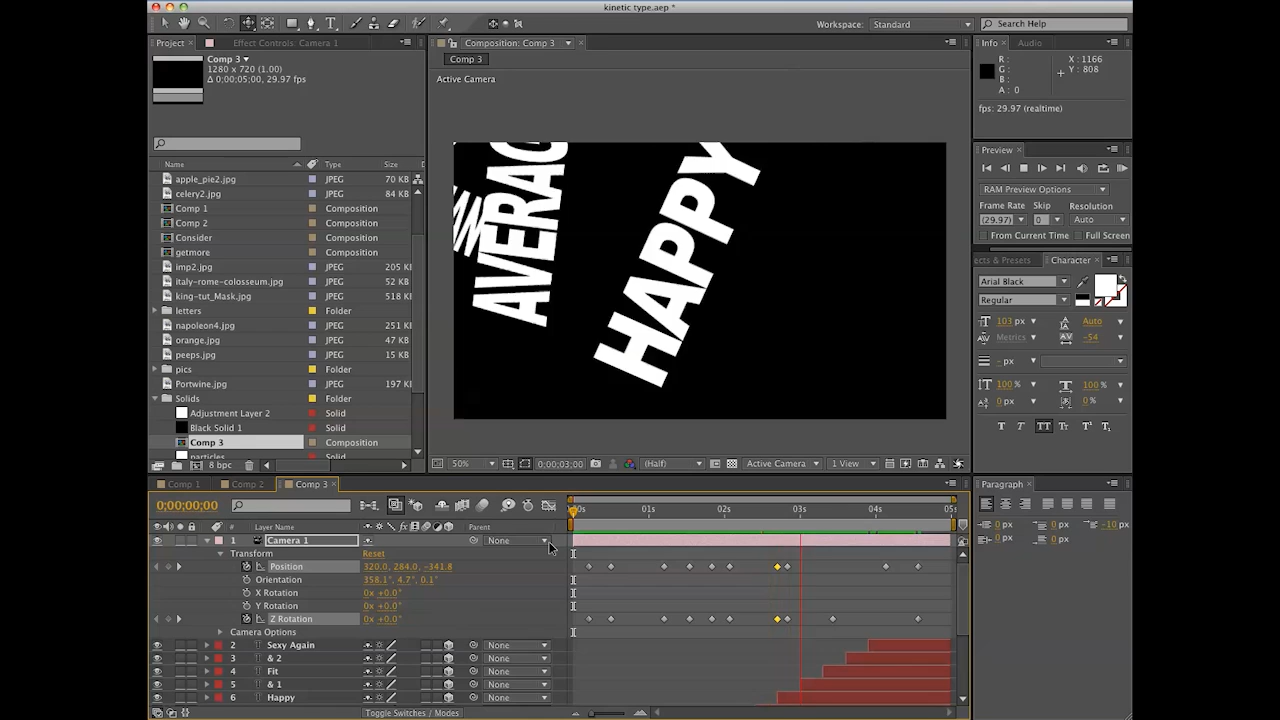 kinetic type.aep *
Workspace: Standard
Search Help
Project
Effect Controls: Camera 1
Composition: Comp 3
Info
Audio
Comp 3
1280 x 720 (1.00)
Δ 0;00;05;00, 29.97 fps
Comp 3
Active Camera
R :
G :
B :
A : 0
X : 1166
Y : 808
fps: 29.97 (realtime)
AVERAG
HAPPY
Preview
RAM Preview Options
Frame Rate
Skip
Resolution
(29.97)
0
Auto
From Current Time
Full Screen
Name
Type
Size
apple_pie2.jpg JPEG 70 KB
celery2.jpg JPEG 84 KB
Comp 1 Composition
Comp 2 Composition
Consider Composition
getmore Composition
imp2.jpg JPEG 205 K
italy-rome-colosseum.jpg JPEG 52 KB
king-tut_Mask.jpg JPEG 518 K
letters Folder
napoleon4.jpg JPEG 251 K
orange.jpg JPEG 47 KB
peeps.jpg JPEG 15 KB
pics Folder
Portwine.jpg JPEG 197 K
Solids Folder
Adjustment Layer 2 Solid
Black Solid 1 Solid
Comp 3 Composition
particles Solid
8 bpc
ects & Presets
Character
Arial Black
Regular
103 px
Auto
Metrics
-54
- px
100 %
100 %
0 px
0 %
T T TT Tr T¹ T₁
50%
0;00;03;00
(Half)
Active Camera
1 View
Comp 1
Comp 2
Comp 3
Paragraph
0;00;00;00
00s 01s 02s 03s 04s 05s
# Layer Name
Parent
1 Camera 1 None
Transform Reset
Position 320.0, 284.0, -341.8
Orientation 358.1°, 4.7°, 0.1°
X Rotation 0x +0.0°
Y Rotation 0x +0.0°
Z Rotation 0x +0.0°
Camera Options
2 Sexy Again None
3 & 2 None
4 Fit None
5 & 1 None
6 Happy None
Toggle Switches / Modes
0 px
0 px
-10 px
0 px
0 px